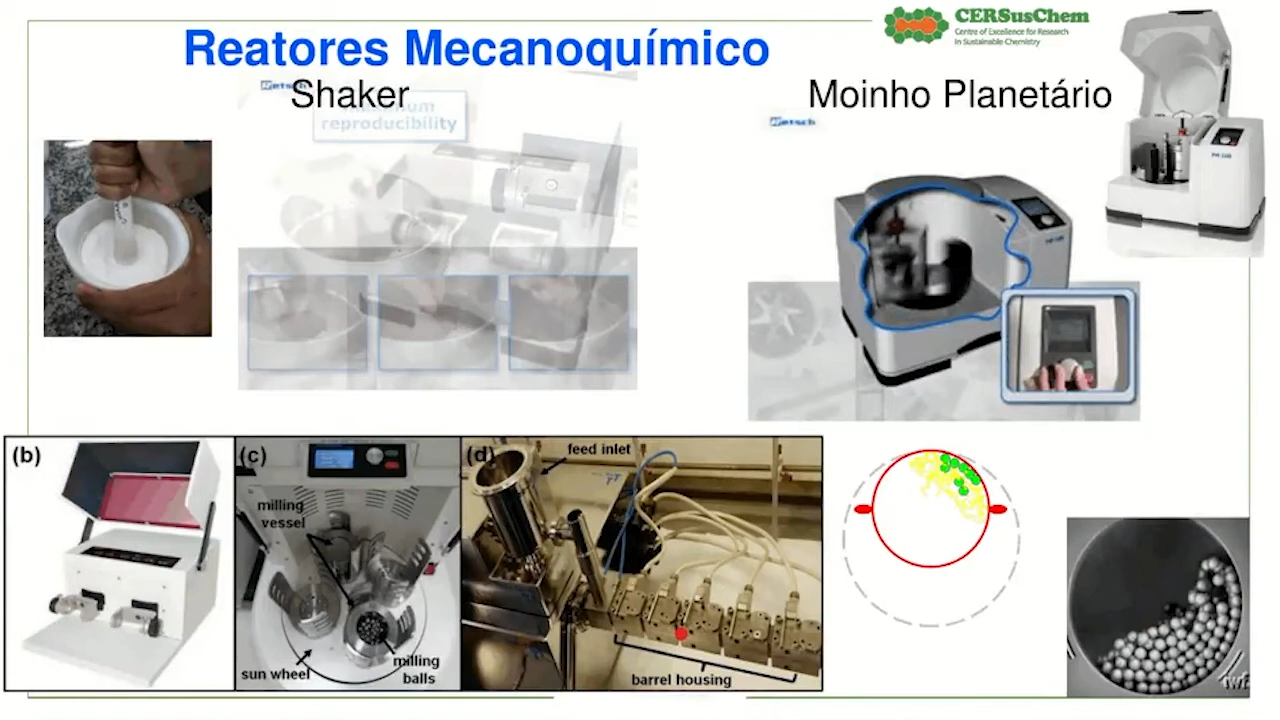 CERSusChem
Centre of Excellence for Research
in Sustainable Chemistry
Reatores Mecanoquímico
Shaker
Moinho Planetário
reproducibility
(b)
(c)
milling
vessel
sun wheel
milling
balls
(d)
feed inlet
barrel housing